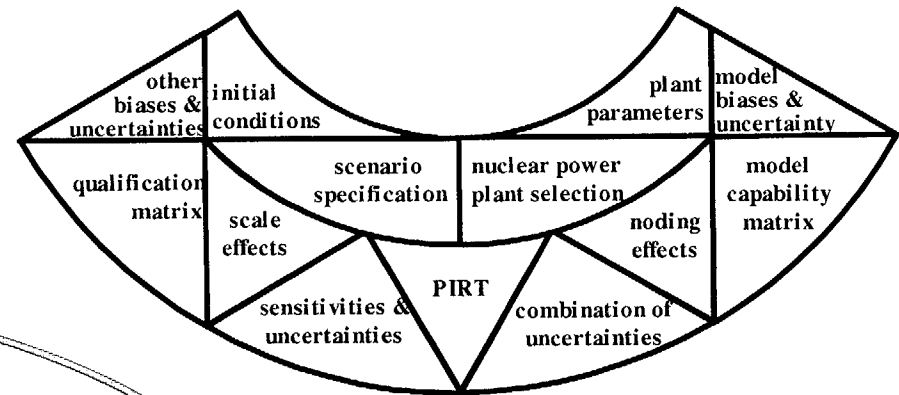 other
biases &
uncertainties
initial
conditions
plant
parameters
model
biases &
uncertainty
qualification
matrix
scenario
specification
nuclear power
plant selection
model
capability
matrix
scale
effects
noding
effects
sensitivities &
uncertainties
PIRT
combination of
uncertainties